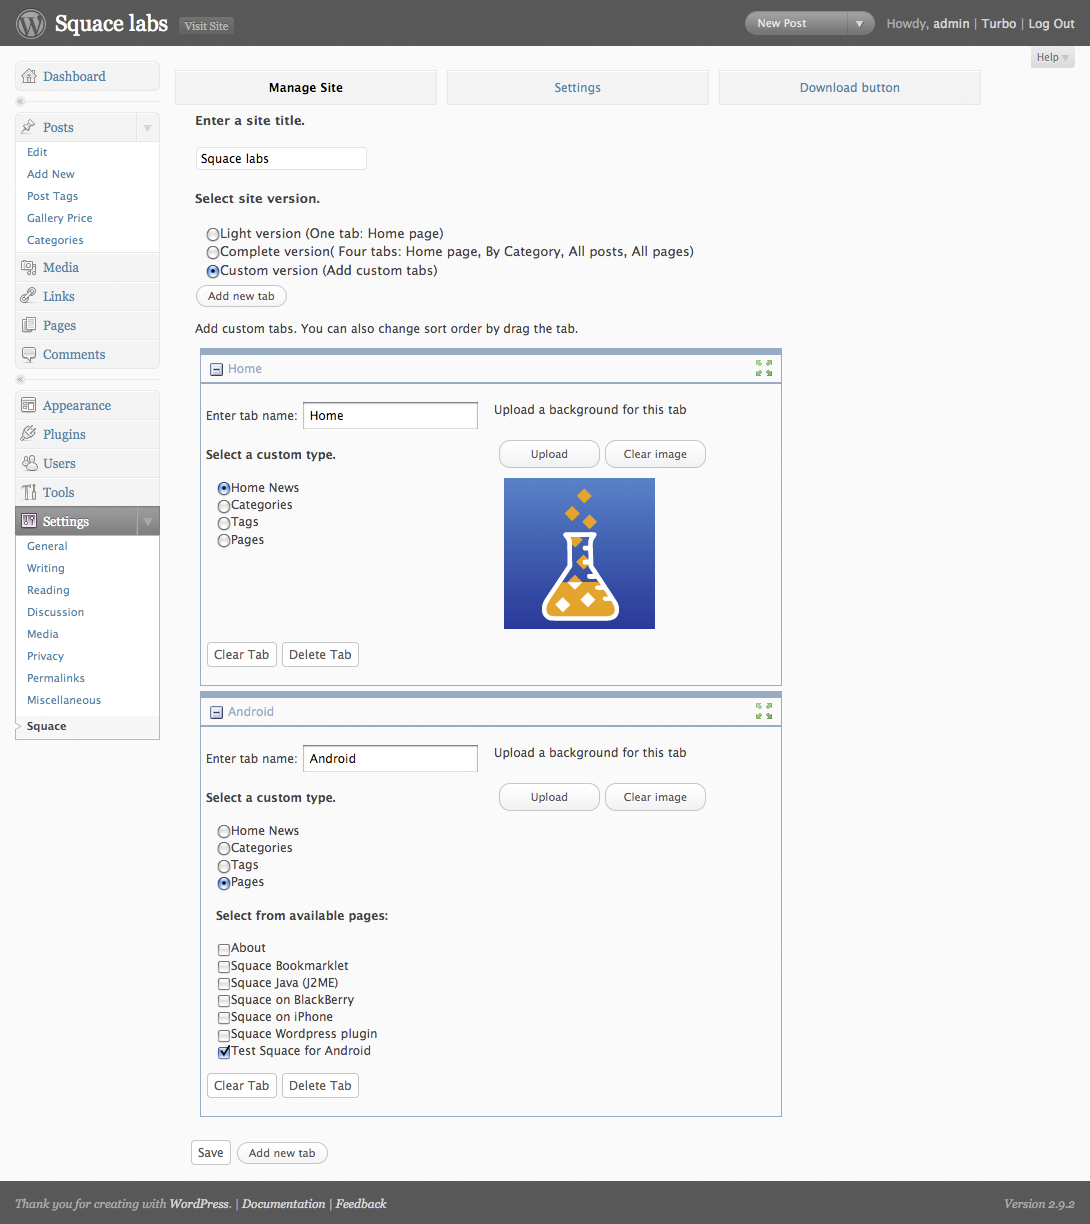 Squace labs Visit Site New Post Howdy, admin | Turbo | Log Out
Help
Dashboard
Posts
Edit
Add New
Post Tags
Gallery Price
Categories
Media
Links
Pages
Comments
Appearance
Plugins
Users
Tools
Settings
General
Writing
Reading
Discussion
Media
Privacy
Permalinks
Miscellaneous
Squace
Manage Site Settings Download button
Enter a site title.
Squace labs
Select site version.
Light version (One tab: Home page)
Complete version( Four tabs: Home page, By Category, All posts, All pages)
Custom version (Add custom tabs)
Add new tab
Add custom tabs. You can also change sort order by drag the tab.
Home
Enter tab name: Home Upload a background for this tab
Select a custom type. Upload Clear image
Home News
Categories
Tags
Pages
Clear Tab Delete Tab
Android
Enter tab name: Android Upload a background for this tab
Select a custom type. Upload Clear image
Home News
Categories
Tags
Pages
Select from available pages:
About
Squace Bookmarklet
Squace Java (J2ME)
Squace on BlackBerry
Squace on iPhone
Squace Wordpress plugin
Test Squace for Android
Clear Tab Delete Tab
Save Add new tab
Thank you for creating with WordPress. | Documentation | Feedback Version 2.9.2